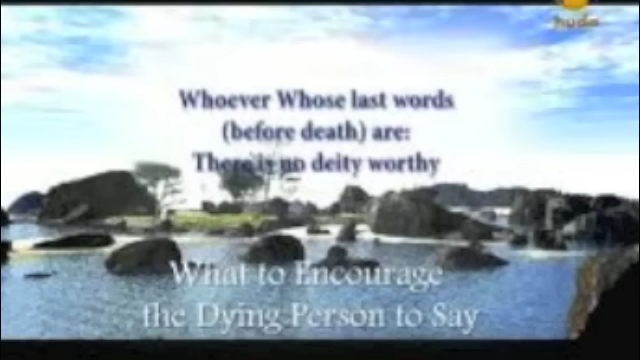 huda
Whoever Whose last words
(before death) are:
There is no deity worthy
What to Encourage
the Dying Person to Say